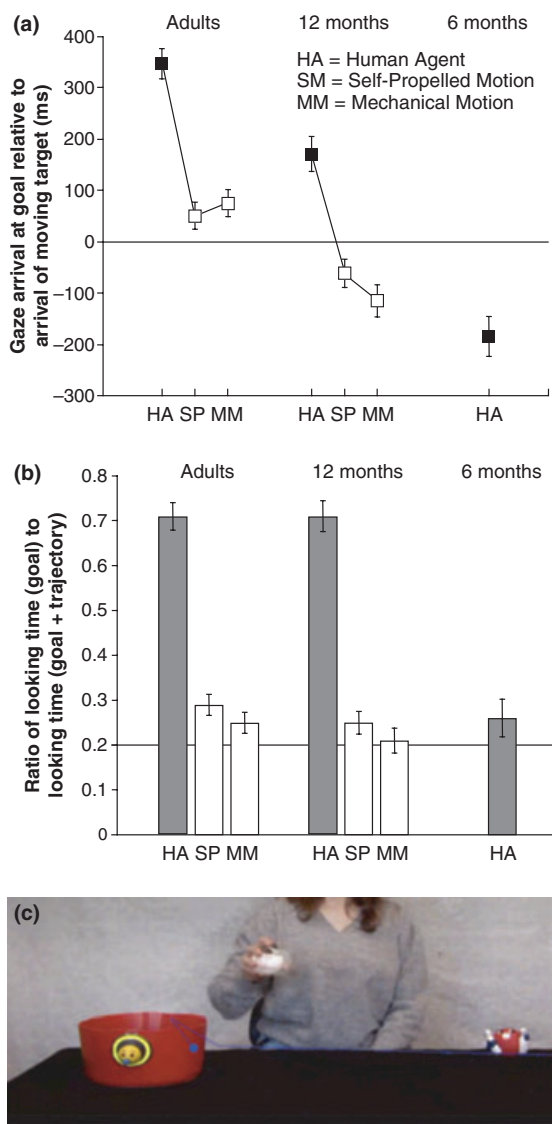 (a)
Adults 12 months 6 months
HA = Human Agent
SM = Self-Propelled Motion
MM = Mechanical Motion
Gaze arrival at goal relative to
arrival of moving target (ms)
400
300
200
100
0
–100
–200
–300
HA SP MM HA SP MM HA
(b)
Adults 12 months 6 months
Ratio of looking time (goal) to
looking time (goal + trajectory)
0.8
0.7
0.6
0.5
0.4
0.3
0.2
0.1
0
HA SP MM HA SP MM HA
(c)